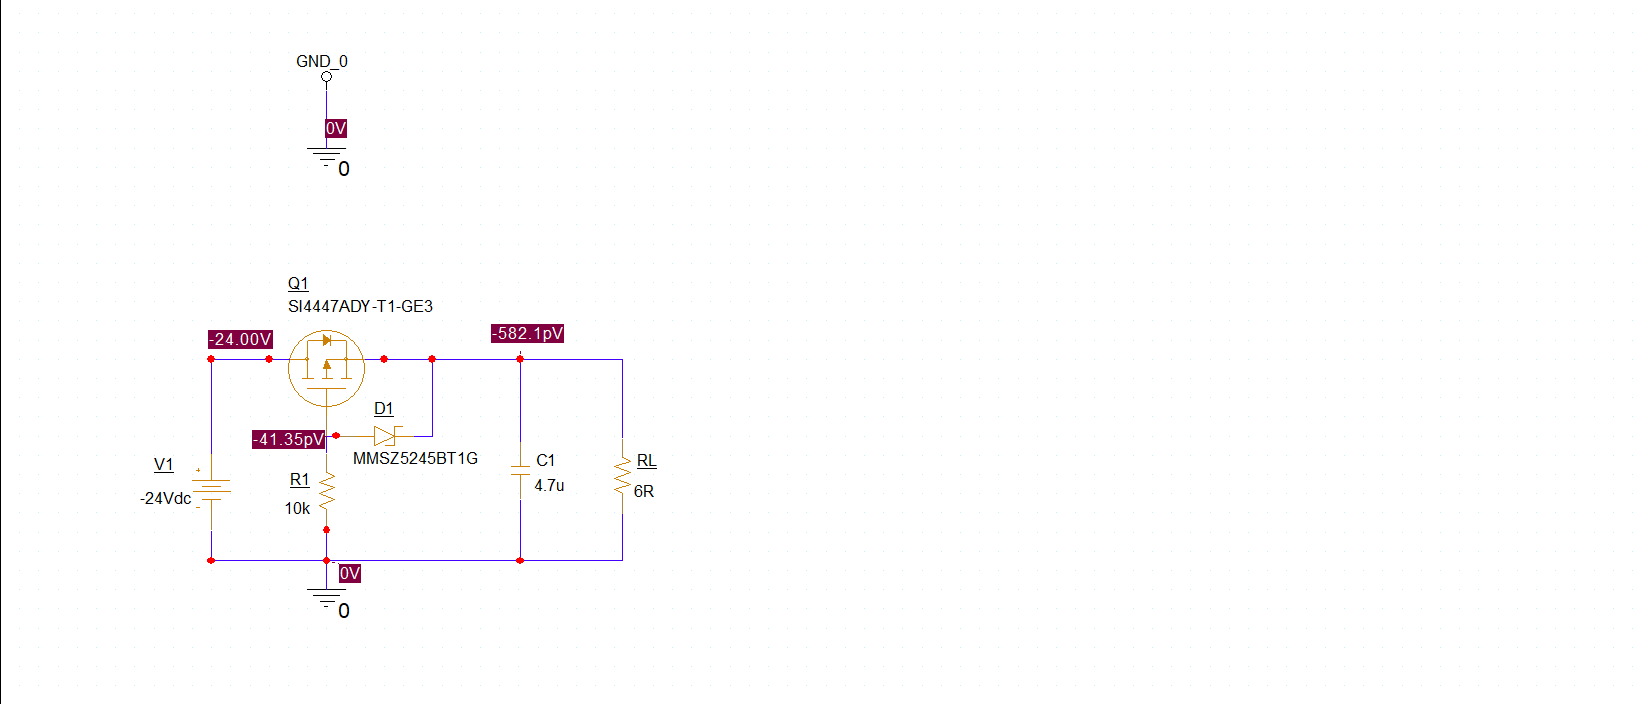 GND_0
0V
0
Q1
SI4447ADY-T1-GE3
-24.00V
-582.1pV
D1
-41.35pV
MMSZ5245BT1G
V1
+
-24Vdc
-
R1
10k
C1
4.7u
RL
6R
0V
0